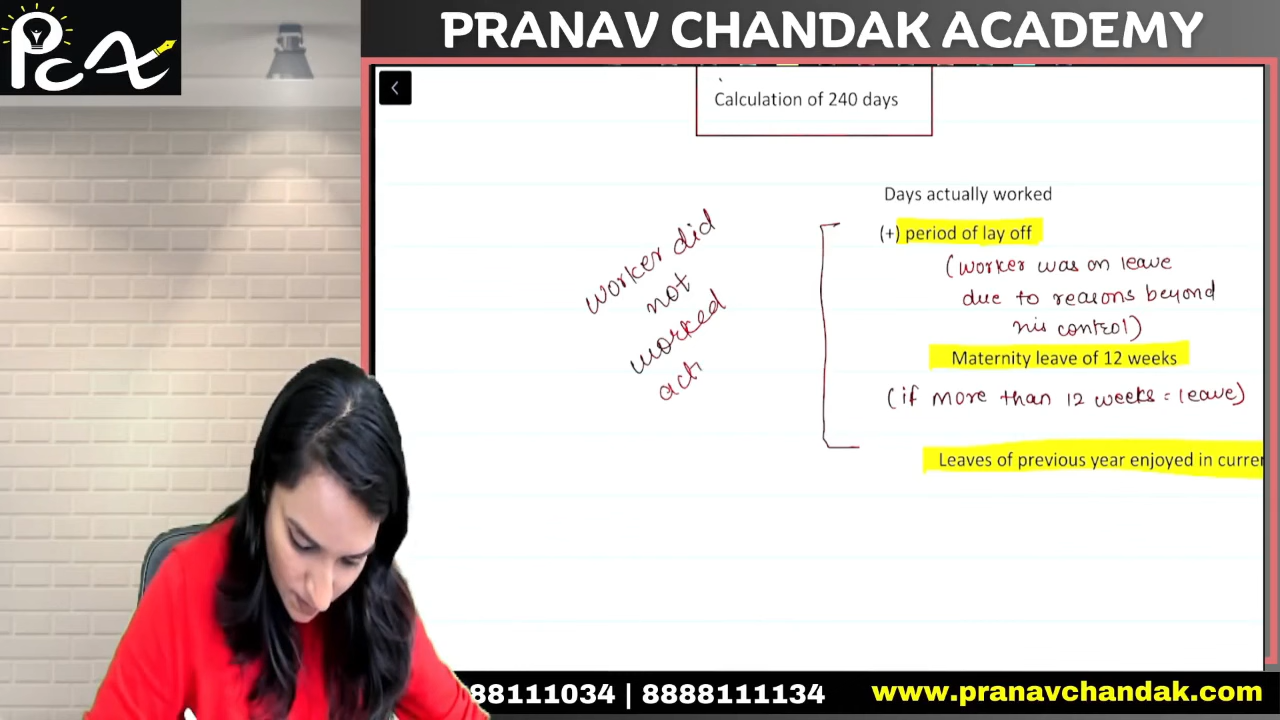 PCA
PRANAV CHANDAK ACADEMY
Calculation of 240 days
Days actually worked
(+) period of lay off
(worker was on leave
due to reasons beyond
his control)
Maternity leave of 12 weeks
(if more than 12 weeks = leave)
Leaves of previous year enjoyed in curre
worker did
not
worked
act
88111034 | 8888111134
www.pranavchandak.com